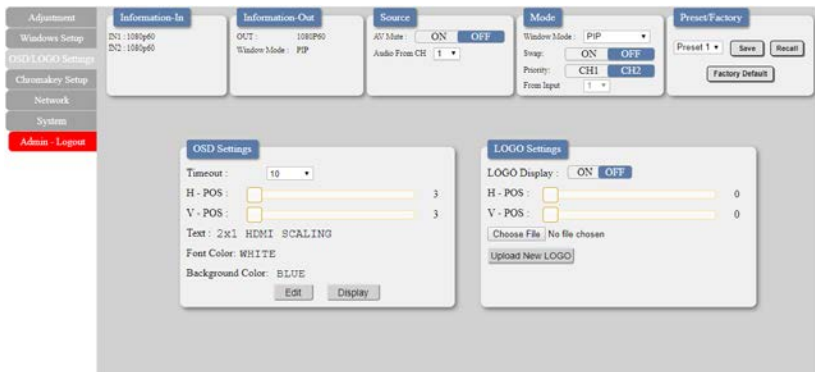 Adjustment
Windows Setup
OSD/LOGO Settings
Chromakey Setup
Network
System
Admin - Logout
Information-In
IN1 : 1080p60
IN2 : 1080p60
Information-Out
OUT : 1080P60
Window Mode : PIP
Source
AV Mute : ON OFF
Audio From CH 1
Mode
Window Mode : PIP
Swap: ON OFF
Priority: CH1 CH2
From Input 1
Preset/Factory
Preset 1 Save Recall
Factory Default
OSD Settings
Timeout : 10
H - POS : 3
V - POS : 3
Text : 2x1 HDMI SCALING
Font Color: WHITE
Background Color: BLUE
Edit Display
LOGO Settings
LOGO Display : ON OFF
H - POS : 0
V - POS : 0
Choose File No file chosen
Upload New LOGO